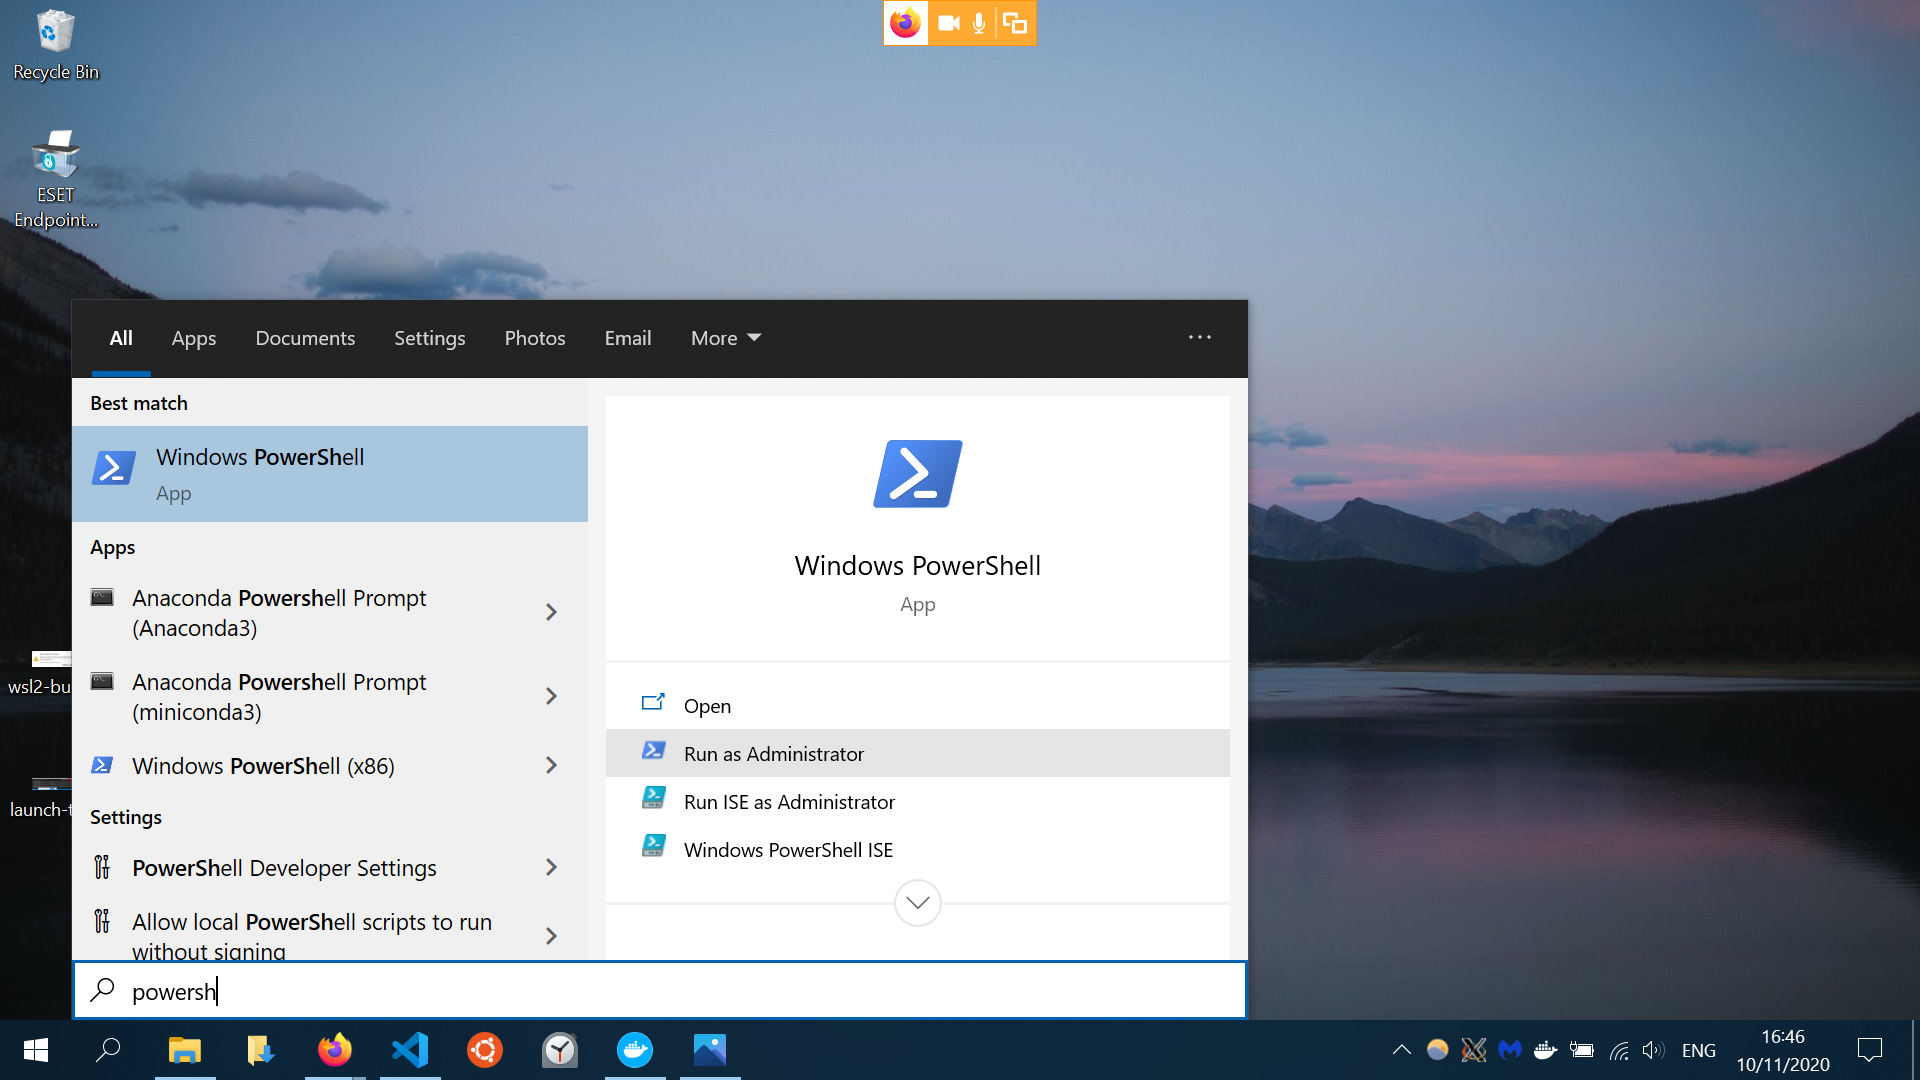 Recycle Bin
ESET
Endpoint...
wsl2-bu
launch-t
All Apps Documents Settings Photos Email More
Best match
Windows PowerShell
App
Apps
Anaconda Powershell Prompt
(Anaconda3)
Anaconda Powershell Prompt
(miniconda3)
Windows PowerShell (x86)
Settings
PowerShell Developer Settings
Allow local PowerShell scripts to run
without signing
Windows PowerShell
App
Open
Run as Administrator
Run ISE as Administrator
Windows PowerShell ISE
powersh
ENG
16:46
10/11/2020